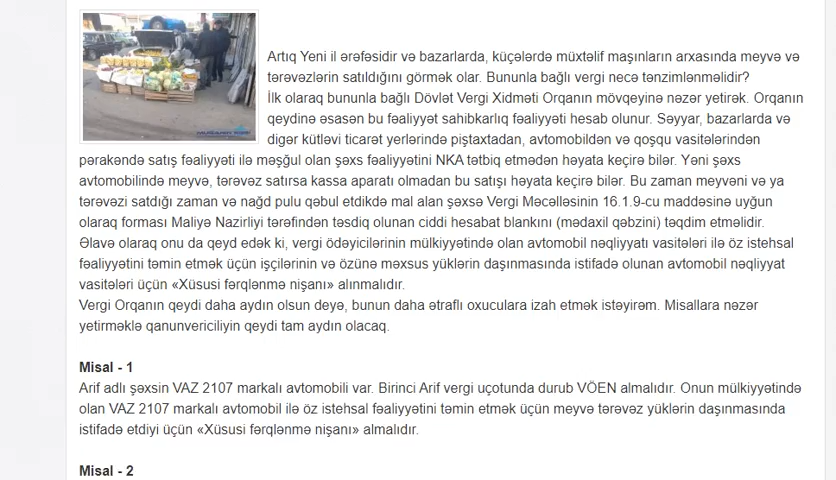 Artıq Yeni il ərəfəsidir və bazarlarda, küçələrdə müxtəlif maşınların arxasında meyvə və
tərəvəzlərin satıldığını görmək olar. Bununla bağlı vergi necə tənzimlənməlidir?
İlk olaraq bununla bağlı Dövlət Vergi Xidməti Orqanın mövqeyinə nəzər yetirək. Orqanın
qeydinə əsasən bu fəaliyyət sahibkarlıq fəaliyyəti hesab olunur. Səyyar, bazarlarda və
digər kütləvi ticarət yerlərində piştaxtadan, avtomobildən və qoşqu vasitələrindən
pərakəndə satış fəaliyyəti ilə məşğul olan şəxs fəaliyyətini NKA tətbiq etmədən həyata keçirə bilər. Yeni şəxs
avtomobilində meyvə, tərəvəz satırsa kassa aparatı olmadan bu satışı həyata keçirə bilər. Bu zaman meyvəni və ya
tərəvəzi satdığı zaman və nağd pulu qəbul etdikdə mal alan şəxsə Vergi Məcəlləsinin 16.1.9-cu maddəsinə uyğun
olaraq forması Maliyə Nazirliyi tərəfindən təsdiq olunan ciddi hesabat blankını (mədaxil qəbzini) təqdim etməlidir.
Əlavə olaraq onu da qeyd edək ki, vergi ödəyicilərinin mülkiyyətində olan avtomobil nəqliyyatı vasitələri ilə öz istehsal
fəaliyyətini təmin etmək üçün işçilərinin və özünə məxsus yüklərin daşınmasında istifadə olunan avtomobil nəqliyyat
vasitələri üçün «Xüsusi fərqlənmə nişanı» alınmalıdır.
Vergi Orqanın qeydi daha aydın olsun deyə, bunun daha ətraflı oxuculara izah etmək istəyirəm. Misallara nəzər
yetirməklə qanunvericiliyin qeydi tam aydın olacaq.
Misal - 1
Arif adlı şəxsin VAZ 2107 markalı avtomobili var. Birinci Arif vergi uçotunda durub VÖEN almalıdır. Onun mülkiyyətində
olan VAZ 2107 markalı avtomobil ilə öz istehsal fəaliyyətini təmin etmək üçün meyvə tərəvəz yüklərin daşınmasında
istifadə etdiyi üçün «Xüsusi fərqlənmə nişanı» almalıdır.
Misal - 2